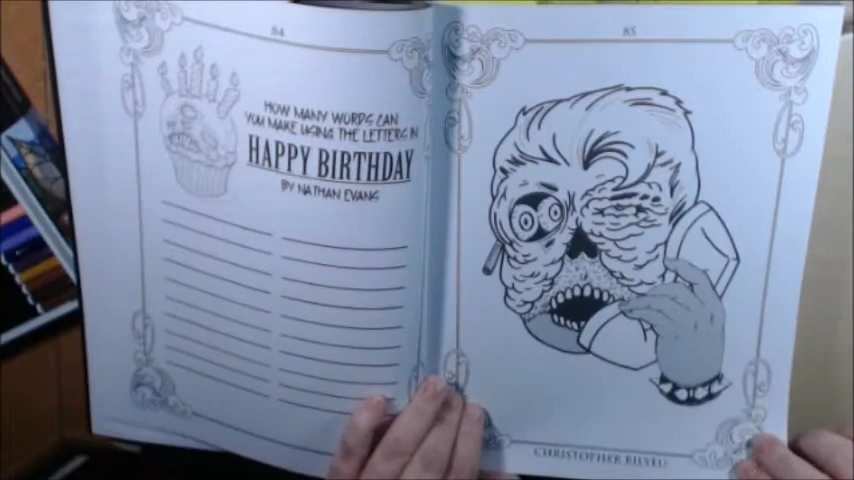 84
HOW MANY WORDS CAN
YOU MAKE USING THE LETTERS IN
HAPPY BIRTHDAY
BY NATHAN EVANS
85
CHRISTOPHER BILYEU